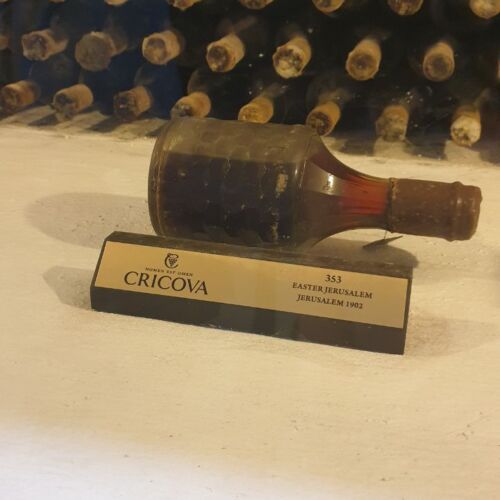 NOMEN EST OMEN
CRICOVA
353
EASTER JERUSALEM
JERUSALEM 1902